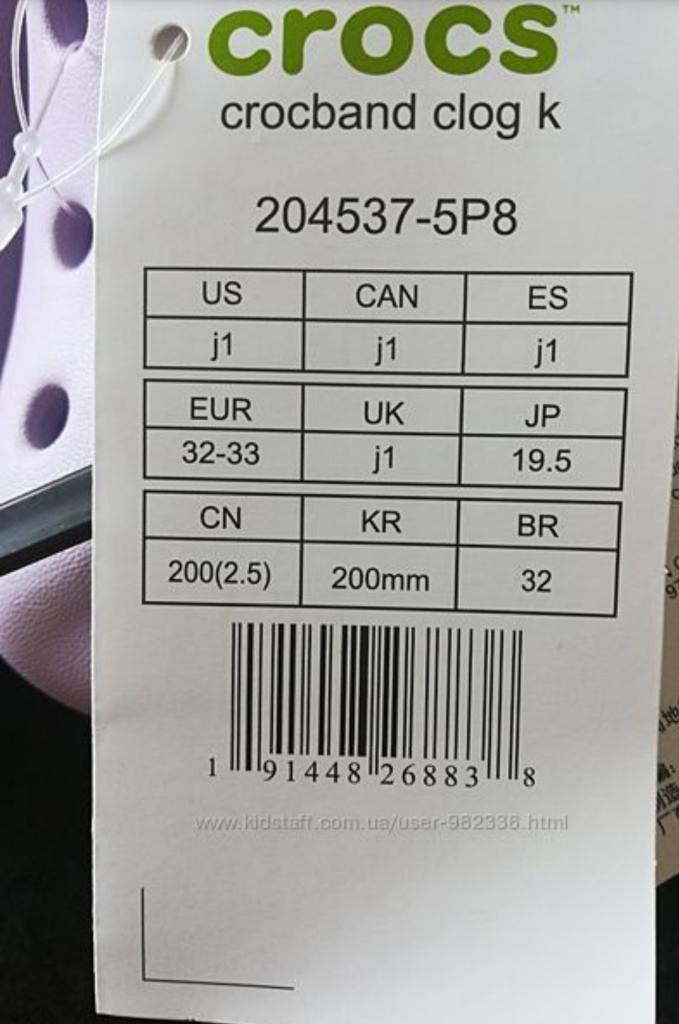 crocs™
crocband clog k
204537-5P8
US CAN ES
j1 j1 j1
EUR UK JP
32-33 j1 19.5
CN KR BR
200(2.5) 200mm 32
1 91448 26883 8
www.kidstaff.com.ua/user-982338.html